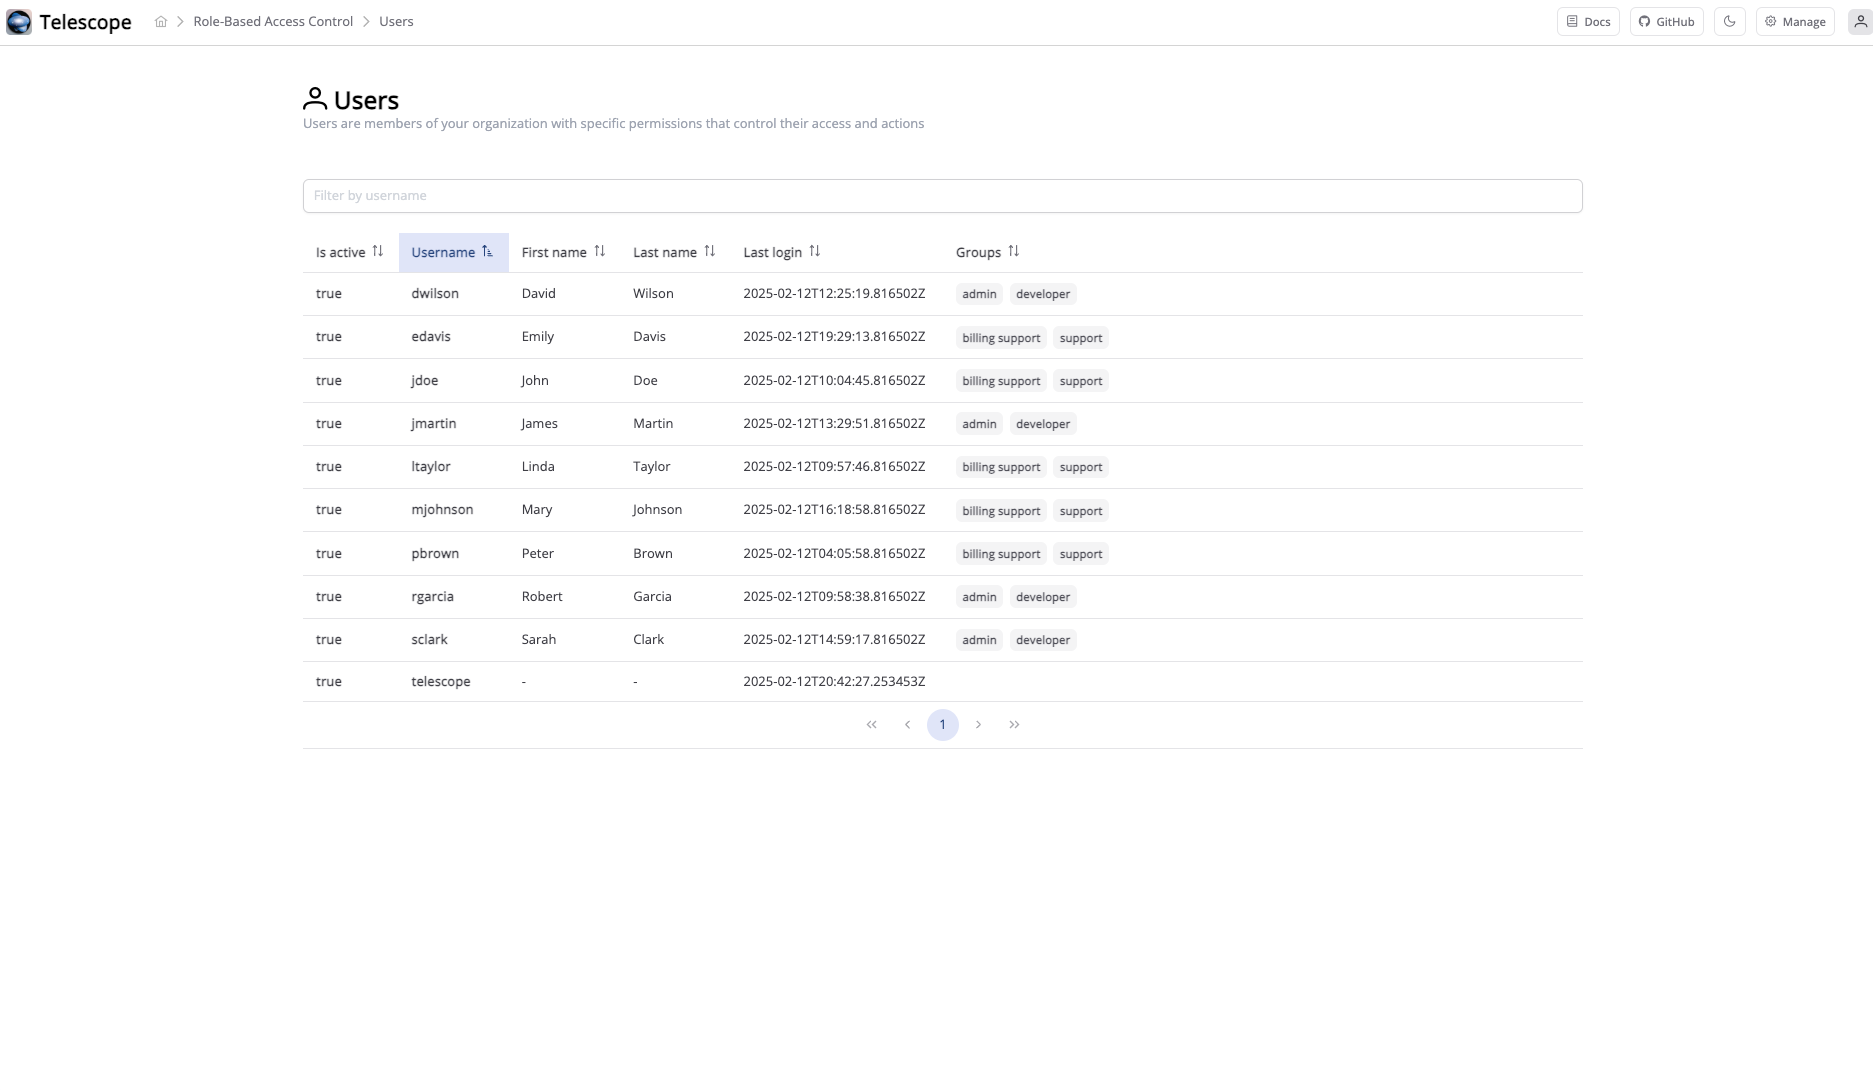 Telescope Role-Based Access Control Users Docs GitHub Manage
Users
Users are members of your organization with specific permissions that control their access and actions
Filter by username
Is active Username First name Last name Last login Groups
true dwilson David Wilson 2025-02-12T12:25:19.816502Z admin developer
true edavis Emily Davis 2025-02-12T19:29:13.816502Z billing support support
true jdoe John Doe 2025-02-12T10:04:45.816502Z billing support support
true jmartin James Martin 2025-02-12T13:29:51.816502Z admin developer
true ltaylor Linda Taylor 2025-02-12T09:57:46.816502Z billing support support
true mjohnson Mary Johnson 2025-02-12T16:18:58.816502Z billing support support
true pbrown Peter Brown 2025-02-12T04:05:58.816502Z billing support support
true rgarcia Robert Garcia 2025-02-12T09:58:38.816502Z admin developer
true sclark Sarah Clark 2025-02-12T14:59:17.816502Z admin developer
true telescope - - 2025-02-12T20:42:27.253453Z
1